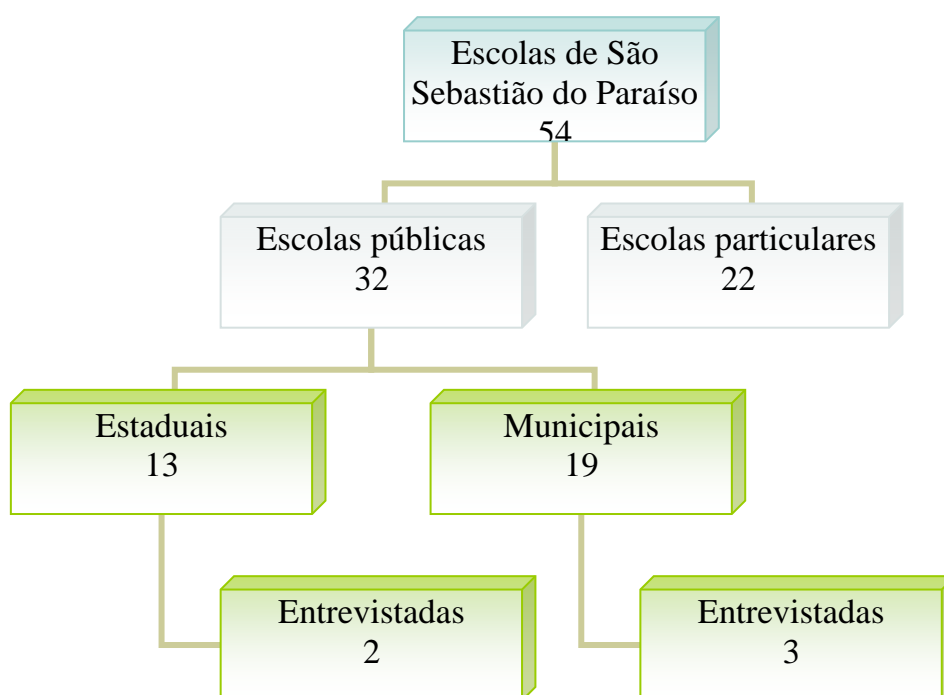 Escolas de São
Sebastião do Paraíso
54
Escolas públicas
32
Escolas particulares
22
Estaduais
13
Municipais
19
Entrevistadas
2
Entrevistadas
3